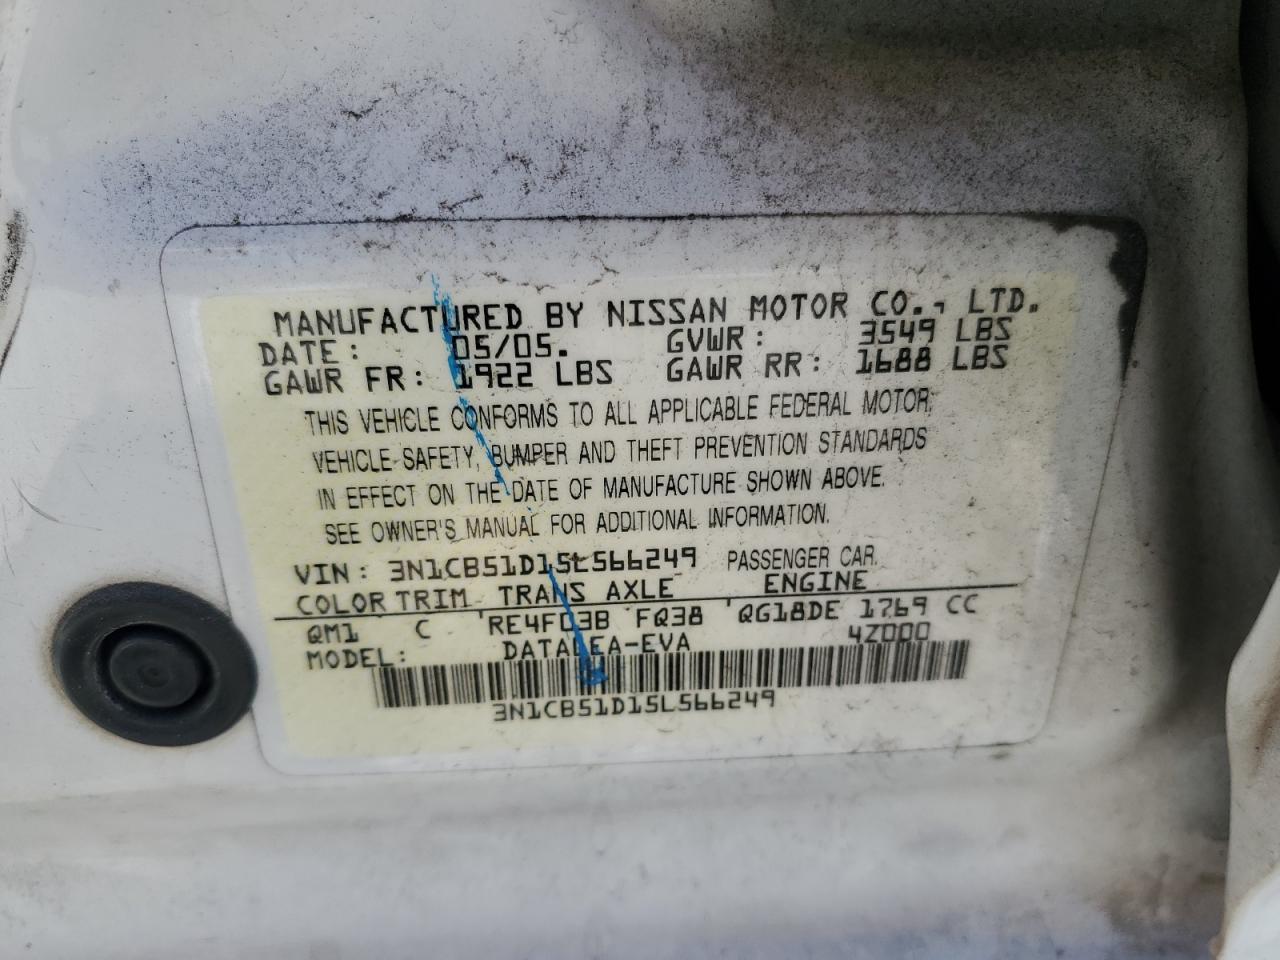 MANUFACTURED BY NISSAN MOTOR CO., LTD.
DATE: 05/05. GVWR: 3549 LBS
GAWR FR: 1922 LBS GAWR RR: 1688 LBS
THIS VEHICLE CONFORMS TO ALL APPLICABLE FEDERAL MOTOR
VEHICLE SAFETY, BUMPER AND THEFT PREVENTION STANDARDS
IN EFFECT ON THE DATE OF MANUFACTURE SHOWN ABOVE.
SEE OWNER'S MANUAL FOR ADDITIONAL INFORMATION.
VIN: 3N1CB51D15L566249 PASSENGER CAR.
COLOR TRIM TRANS AXLE ENGINE
QM1 C RE4F03B FQ38 QG18DE 1769 CC
MODEL: DATALEA-EVA 4Z000
3N1CB51D15L566249